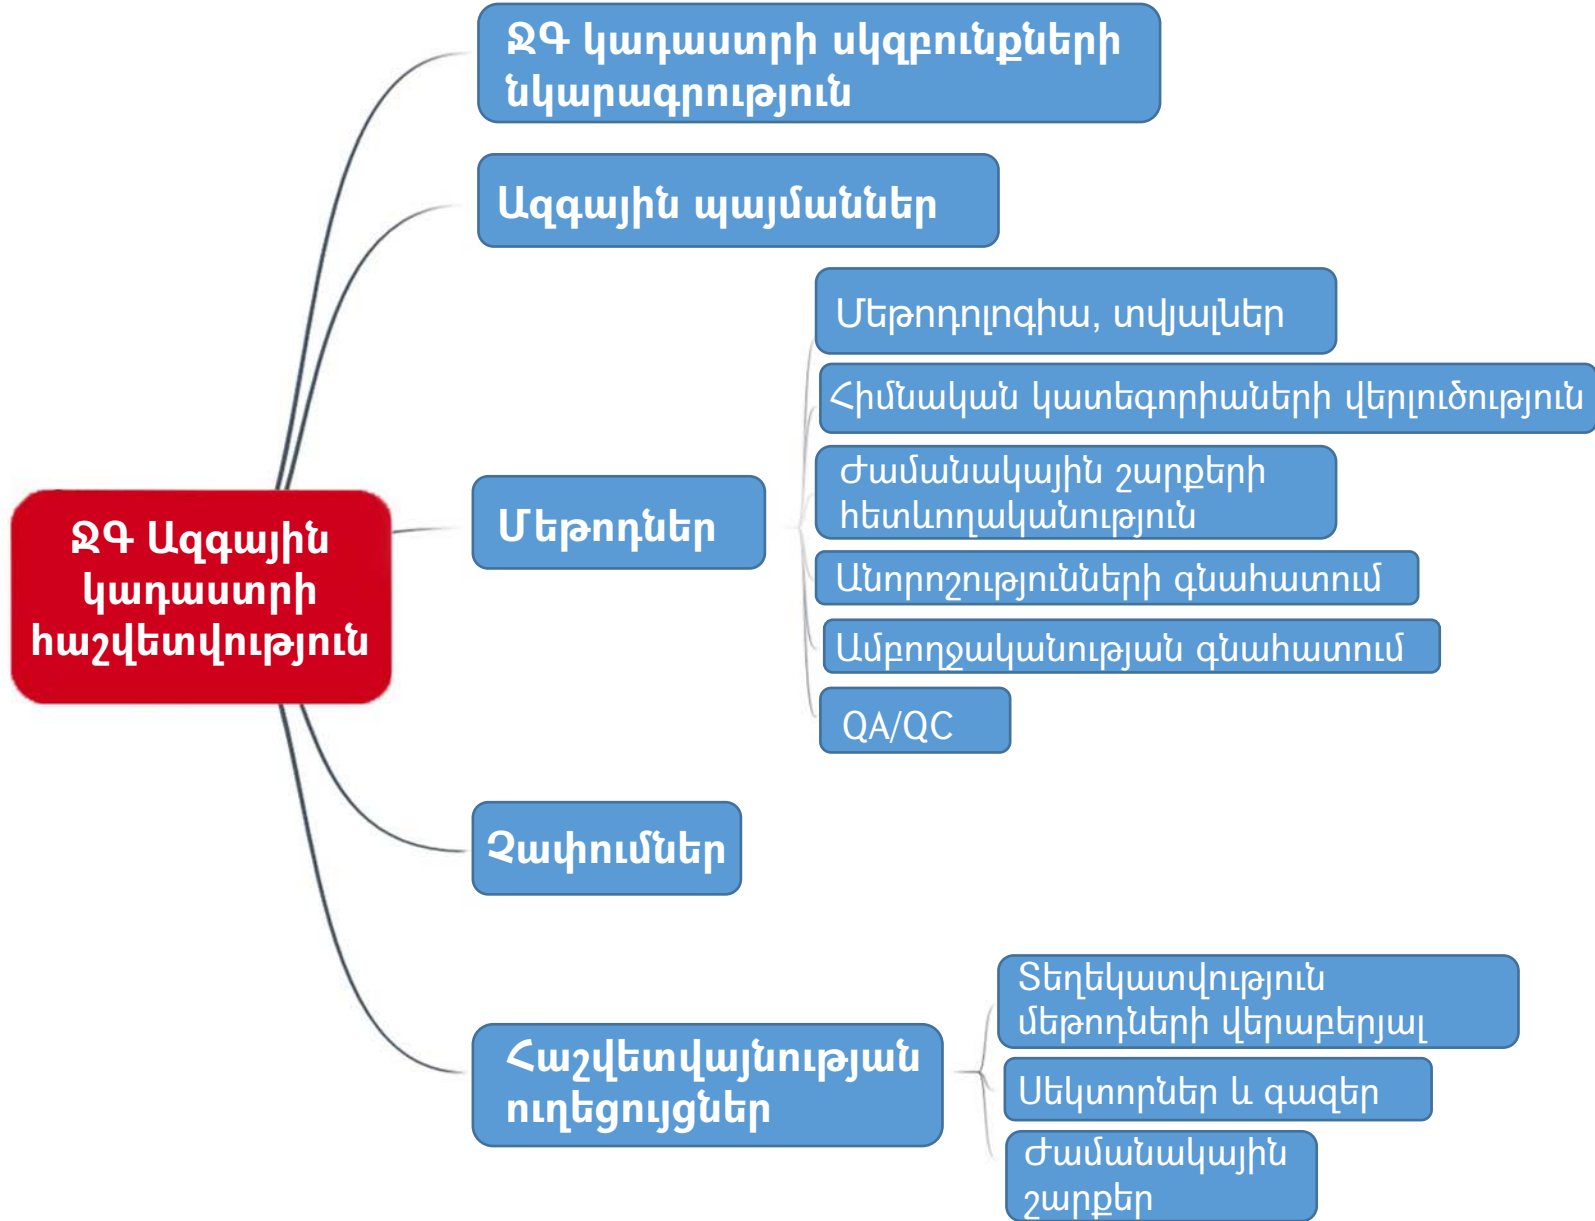 ՋԳ կադաստրի սկզբունքների
նկարագրություն
Ազգային պայմաններ
Մեթոդոլոգիա, տվյալներ
Հիմնական կատեգորիաների վերլուծություն
Ժամանակային շարքերի
հետևողականություն
Մեթոդներ
Անորոշությունների գնահատում
Ամբողջականության գնահատում
QA/QC
ՋԳ Ազգային
կադաստրի
հաշվետվություն
Չափումներ
Տեղեկատվություն
մեթոդների վերաբերյալ
Հաշվետվայնության
ուղեցույցներ
Սեկտորներ և գազեր
Ժամանակային
շարքեր